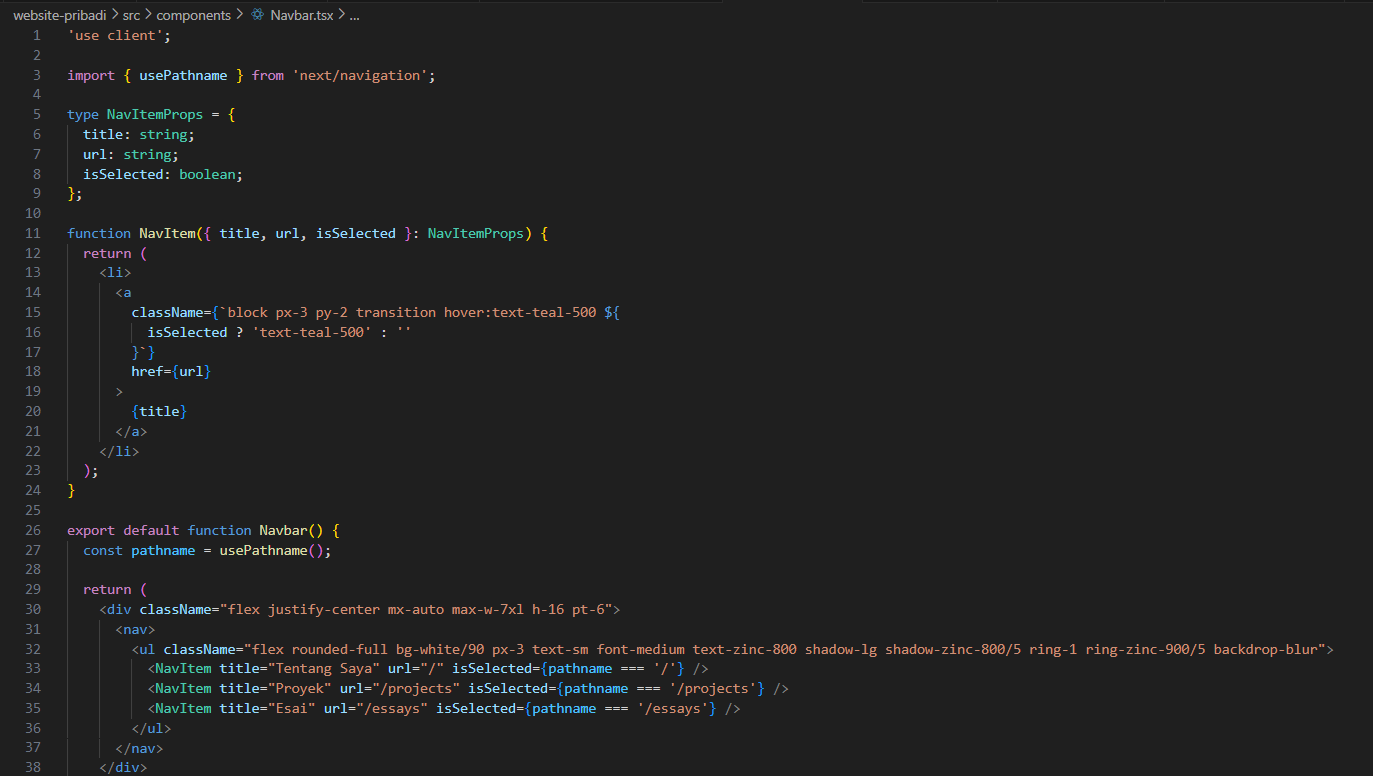 website-pribadi > src > components > Navbar.tsx > ...
1 'use client';
2
3 import { usePathname } from 'next/navigation';
4
5 type NavItemProps = {
6   title: string;
7   url: string;
8   isSelected: boolean;
9 };
10
11 function NavItem({ title, url, isSelected }: NavItemProps) {
12   return (
13     <li>
14       <a
15         className={`block px-3 py-2 transition hover:text-teal-500 ${
16           isSelected ? 'text-teal-500' : ''
17         }`}
18         href={url}
19       >
20         {title}
21       </a>
22     </li>
23   );
24 }
25
26 export default function Navbar() {
27   const pathname = usePathname();
28
29   return (
30     <div className="flex justify-center mx-auto max-w-7xl h-16 pt-6">
31       <nav>
32         <ul className="flex rounded-full bg-white/90 px-3 text-sm font-medium text-zinc-800 shadow-lg shadow-zinc-800/5 ring-1 ring-zinc-900/5 backdrop-blur">
33           <NavItem title="Tentang Saya" url="/" isSelected={pathname === '/'} />
34           <NavItem title="Proyek" url="/projects" isSelected={pathname === '/projects'} />
35           <NavItem title="Esai" url="/essays" isSelected={pathname === '/essays'} />
36         </ul>
37       </nav>
38     </div>